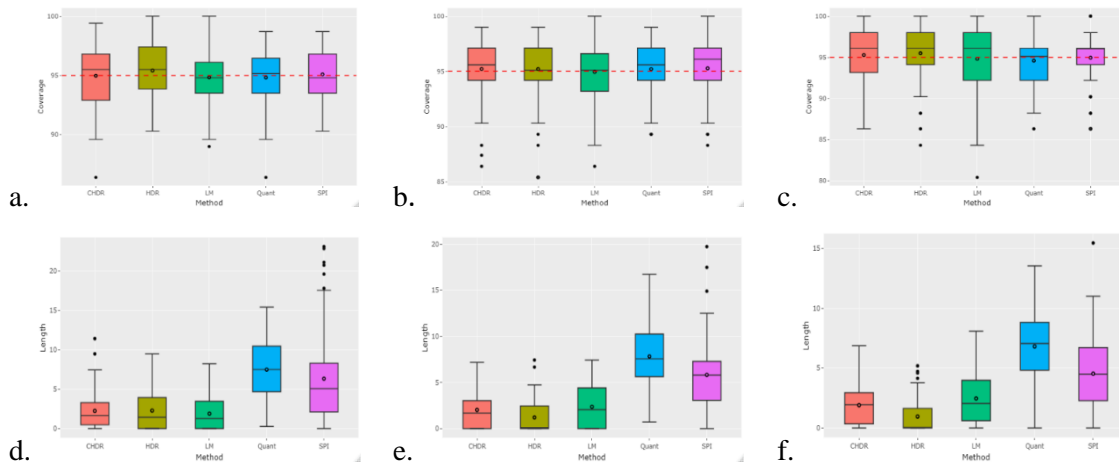 100
95
90
Coverage
CHDR HDR LM Quant SPI
Method
a.
100
95
90
85
Coverage
CHDR HDR LM Quant SPI
Method
b.
100
95
90
85
80
Coverage
CHDR HDR LM Quant SPI
Method
c.
20
15
10
5
0
Length
CHDR HDR LM Quant SPI
Method
d.
20
15
10
5
0
Length
CHDR HDR LM Quant SPI
Method
e.
15
10
5
0
Length
CHDR HDR LM Quant SPI
Method
f.